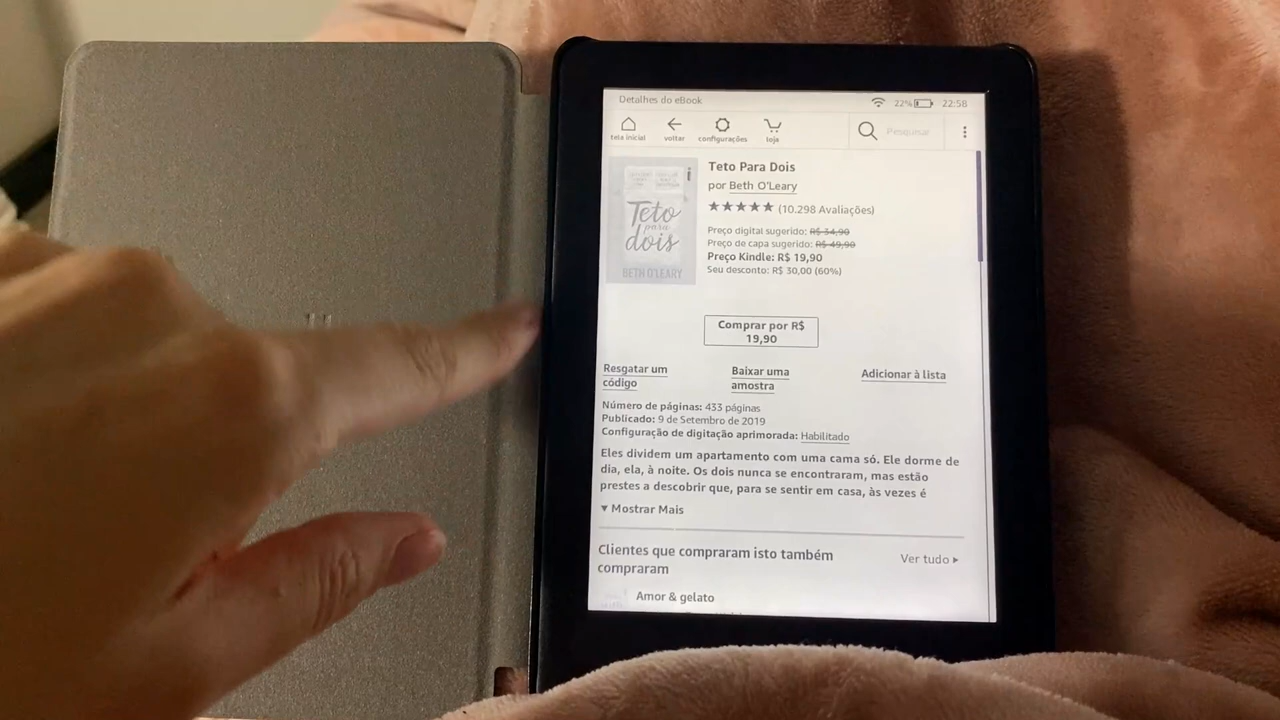 Detalhes do eBook
22%
22:58
tela inicial
voltar
configurações
loja
Pesquisar
Teto
para
dois
BETH O'LEARY
Teto Para Dois
por Beth O'Leary
(10.298 Avaliações)
Preço digital sugerido: R$ 34,90
Preço de capa sugerido: R$ 49,90
Preço Kindle: R$ 19,90
Seu desconto: R$ 30,00 (60%)
Comprar por R$
19,90
Resgatar um
código
Baixar uma
amostra
Adicionar à lista
Número de páginas: 433 páginas
Publicado: 9 de Setembro de 2019
Configuração de digitação aprimorada: Habilitado
Eles dividem um apartamento com uma cama só. Ele dorme de
dia, ela, à noite. Os dois nunca se encontraram, mas estão
prestes a descobrir que, para se sentir em casa, às vezes é
▼ Mostrar Mais
Clientes que compraram isto também
compraram
Ver tudo ▸
Amor & gelato